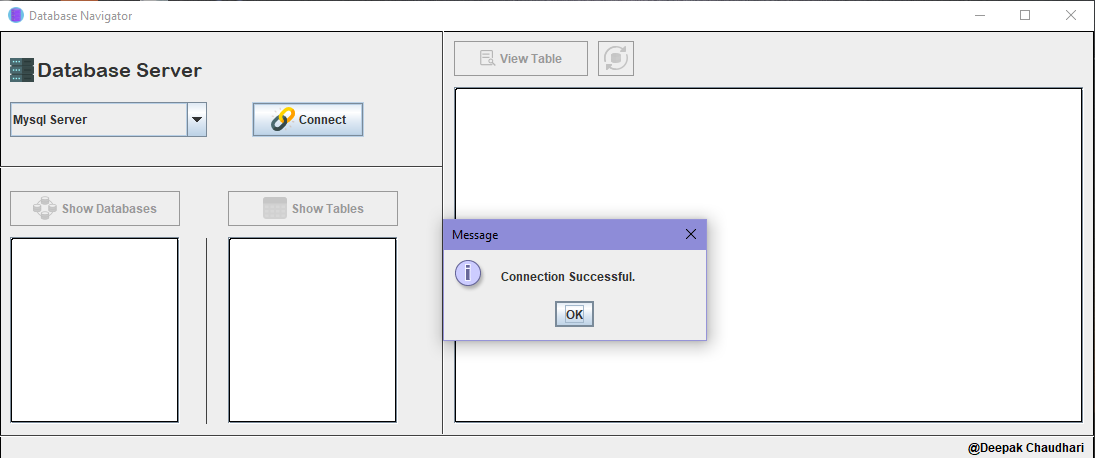 Database Navigator
Database Server
Mysql Server
Connect
Show Databases
Show Tables
View Table
Message
i
Connection Successful.
OK
@Deepak Chaudhari